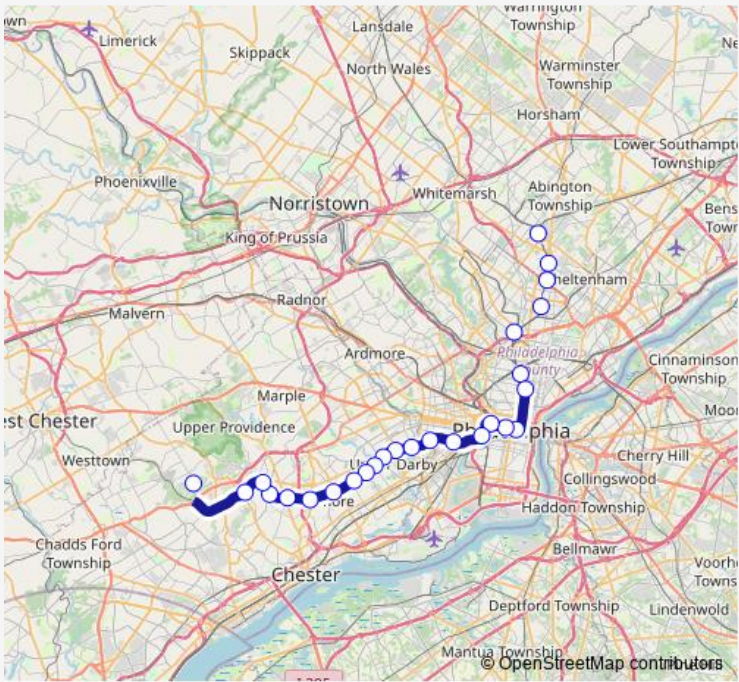 Warrington
Township
Lansdale
Limerick
Skippack
North Wales
Warminster
Township
Horsham
Lower Southampt
Township
Phoenixville
Abington
Township
Whitemarsh
Norristown
King of Prussia
Cheltenham
Radnor
Malvern
Philadelphia
County
Ardmore
Cinnaminson
Township
Marple
est Chester
Upper Providence
Westtown
Darby
Cherry Hill
Collingswood
Haddon Township
Chadds Ford
Township
Chester
Bellmawr
Deptford Township
Lindenwold
Mantua Township
I 295
© OpenStreetMap contributors